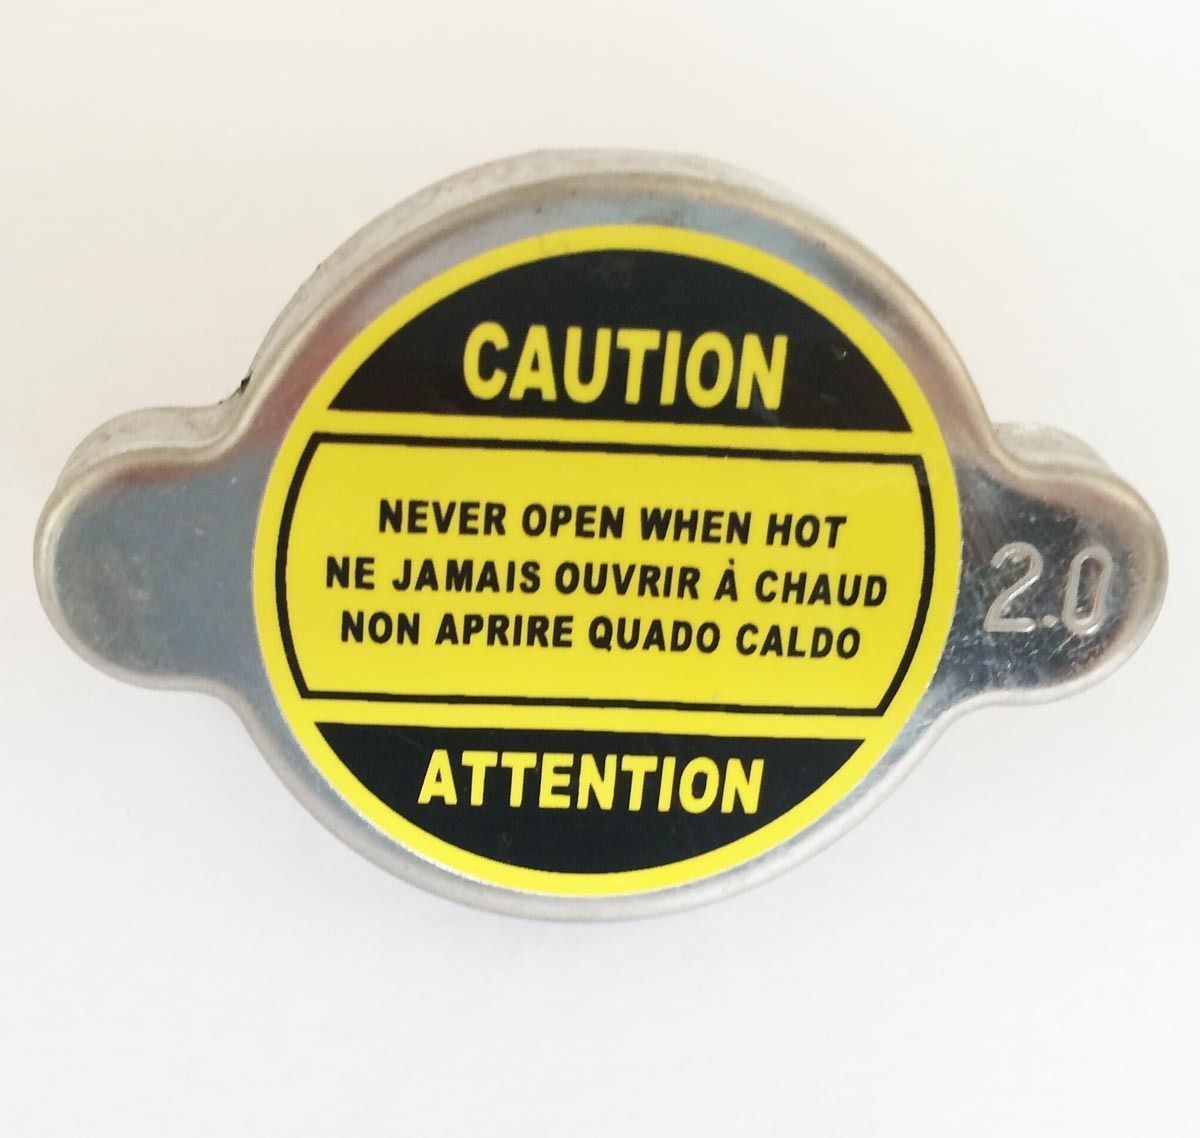 CAUTION
NEVER OPEN WHEN HOT
NE JAMAIS OUVRIR À CHAUD
NON APRIRE QUADO CALDO
2.0
ATTENTION